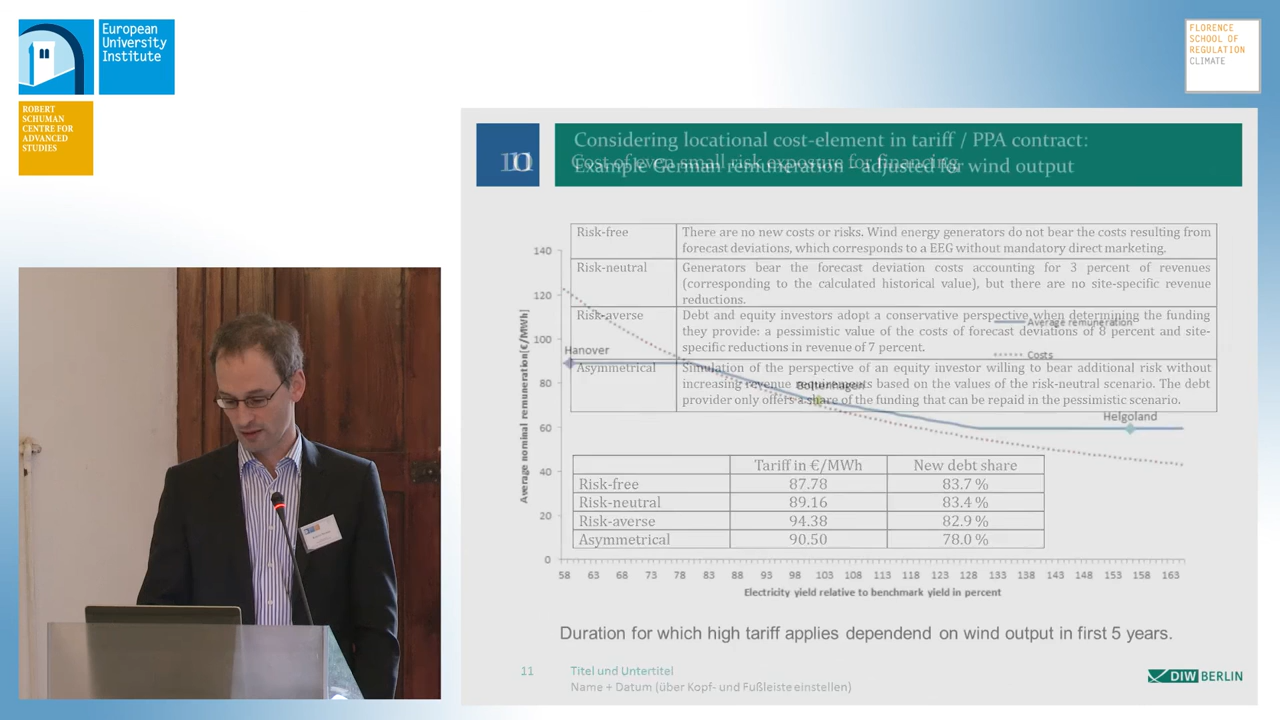 European
University
Institute
ROBERT
SCHUMAN
CENTRE FOR
ADVANCED
STUDIES
FLORENCE
SCHOOL OF
REGULATION
CLIMATE
Considering locational cost-element in tariff / PPA contract:
Cost of even small risk exposure for financing
Example German remuneration – adjusted for wind output
Risk-free
There are no new costs or risks. Wind energy generators do not bear the costs resulting from
forecast deviations, which corresponds to a EEG without mandatory direct marketing.
Risk-neutral
Generators bear the forecast deviation costs accounting for 3 percent of revenues
(corresponding to the calculated historical value), but there are no site-specific revenue
reductions.
Risk-averse
Debt and equity investors adopt a conservative perspective when determining the funding
they provide: a pessimistic value of the costs of forecast deviations of 8 percent and site-
specific reductions in revenue of 7 percent.
Asymmetrical
Simulation of the perspective of an equity investor willing to bear additional risk without
increasing revenue requirements based on the values of the risk-neutral scenario. The debt
provider only offers a share of the funding that can be repaid in the pessimistic scenario.
Average remuneration
Costs
Hanover
Boltenhagen
Helgoland
Average nominal remuneration[€/MWh]
140
120
100
80
60
40
20
0
Tariff in €/MWh New debt share
Risk-free 87.78 83.7 %
Risk-neutral 89.16 83.4 %
Risk-averse 94.38 82.9 %
Asymmetrical 90.50 78.0 %
58 63 68 73 78 83 88 93 98 103 108 113 118 123 128 133 138 143 148 153 158 163
Electricity yield relative to benchmark yield in percent
Duration for which high tariff applies dependend on wind output in first 5 years.
11
Titel und Untertitel
Name + Datum (über Kopf- und Fußleiste einstellen)
DIW BERLIN